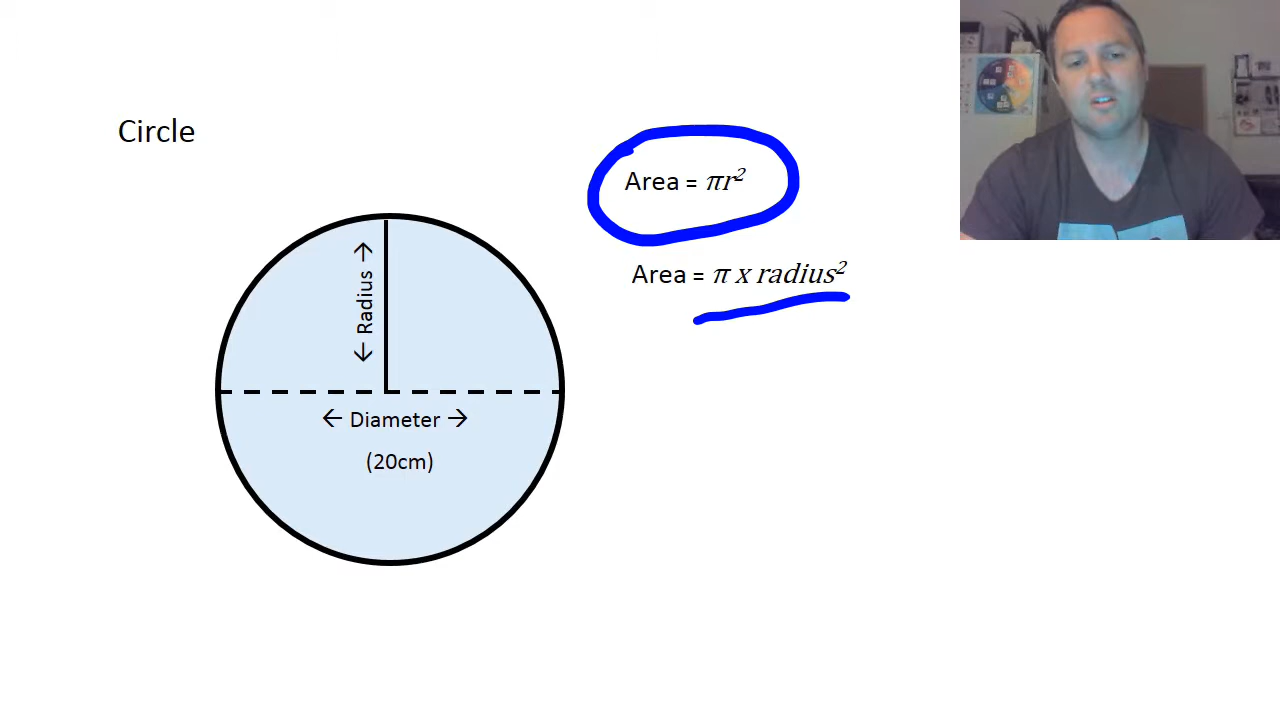 Circle
Area = πr²
Area = π x radius²
← Radius →
← Diameter →
(20cm)